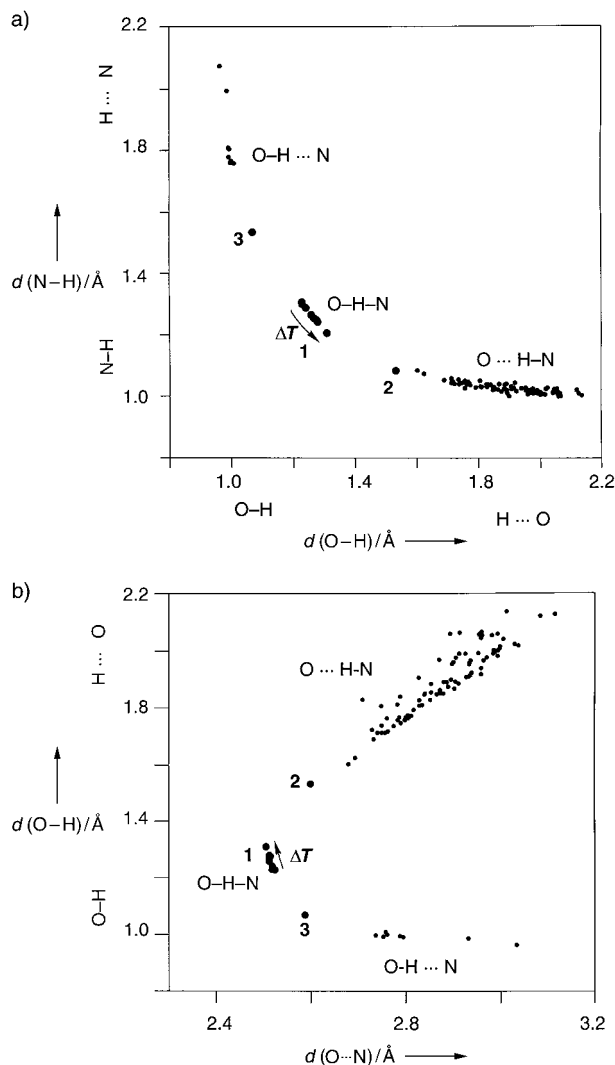 a)
2.2
H ··· N
1.8
O–H ··· N
3
d (N–H)/Å
1.4
O–H–N
ΔT
1
N–H
O ··· H–N
2
1.0
1.0
1.4
1.8
2.2
O–H
H ··· O
d (O–H)/Å
b)
2.2
H ··· O
O ··· H-N
1.8
2
d (O–H)/Å
1.4
1
ΔT
O–H–N
O–H
3
1.0
O-H ··· N
2.4
2.8
3.2
d (O···N)/Å